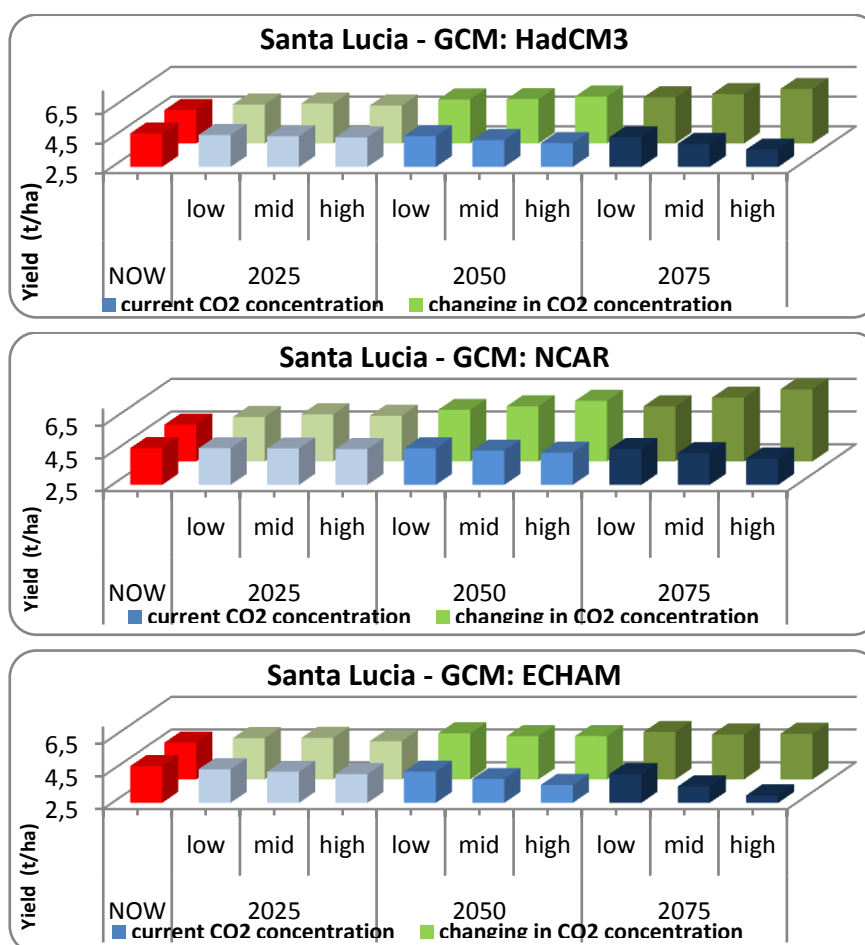 Santa Lucia - GCM: HadCM3
6,5
4,5
2,5
Yield (t/ha)
low mid high low mid high low mid high
NOW 2025 2050 2075
current CO2 concentration changing in CO2 concentration
Santa Lucia - GCM: NCAR
6,5
4,5
2,5
Yield (t/ha)
low mid high low mid high low mid high
NOW 2025 2050 2075
current CO2 concentration changing in CO2 concentration
Santa Lucia - GCM: ECHAM
6,5
4,5
2,5
Yield (t/ha)
low mid high low mid high low mid high
NOW 2025 2050 2075
current CO2 concentration changing in CO2 concentration